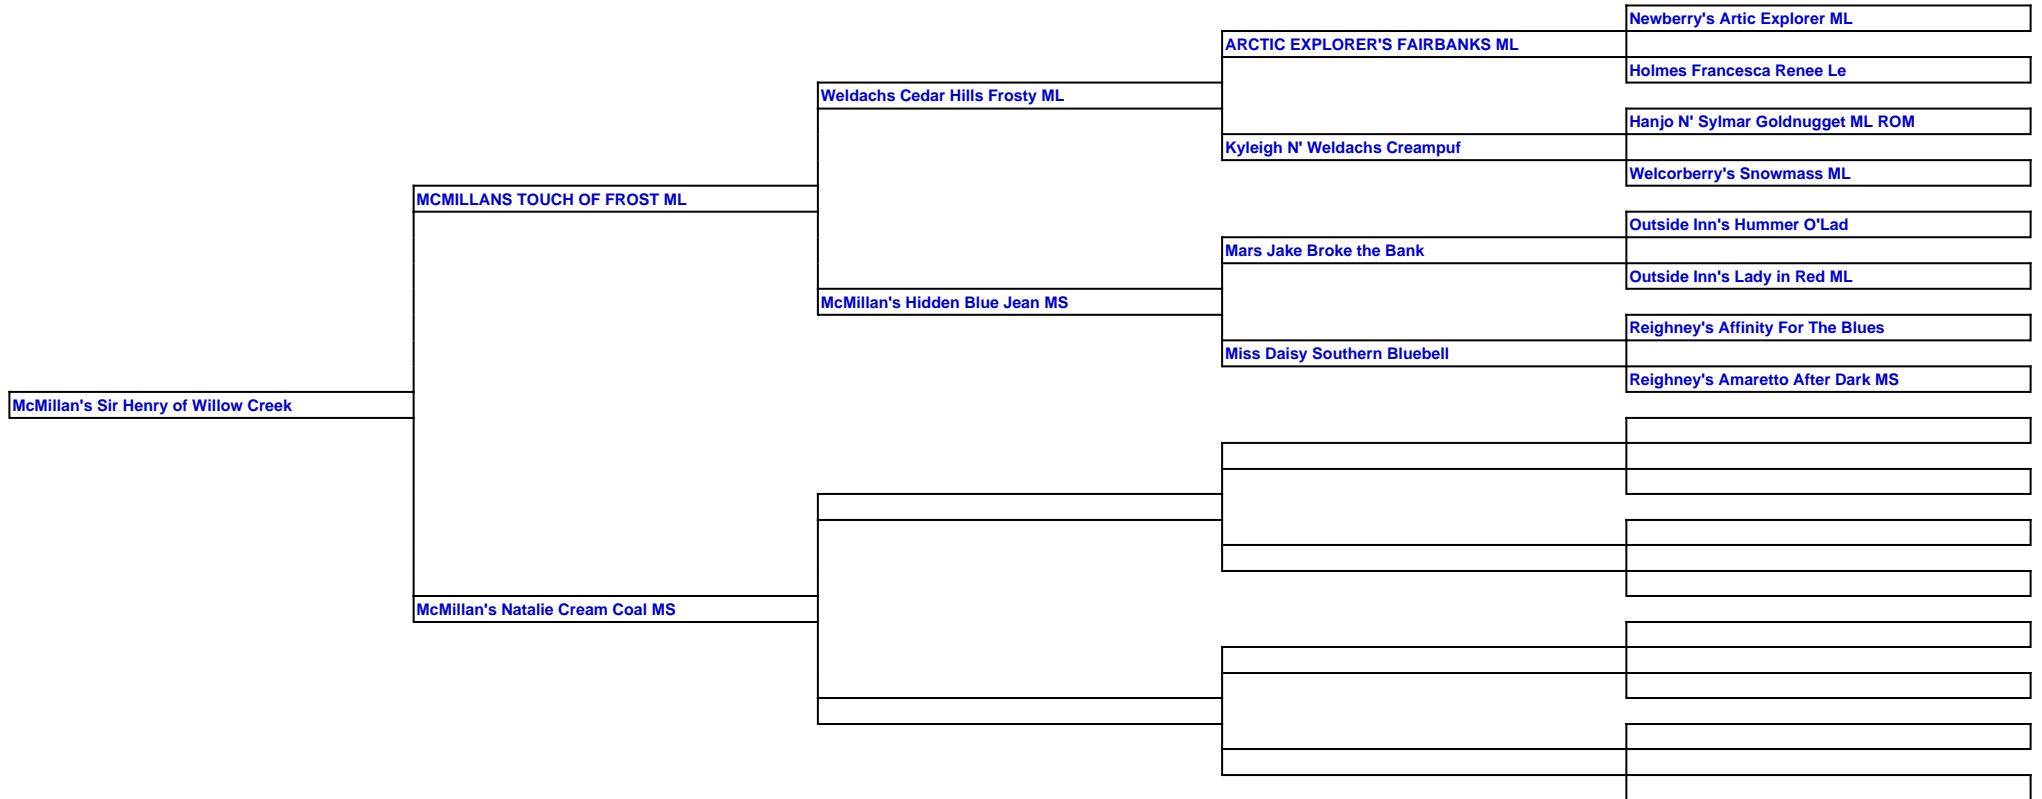 Newberry's Artic Explorer ML
ARCTIC EXPLORER'S FAIRBANKS ML
Holmes Francesca Renee Le
Weldachs Cedar Hills Frosty ML
Hanjo N' Sylmar Goldnugget ML ROM
Kyleigh N' Weldachs Creampuf
Welcorberry's Snowmass ML
MCMILLANS TOUCH OF FROST ML
Outside Inn's Hummer O'Lad
Mars Jake Broke the Bank
Outside Inn's Lady in Red ML
McMillan's Hidden Blue Jean MS
Reighney's Affinity For The Blues
Miss Daisy Southern Bluebell
Reighney's Amaretto After Dark MS
McMillan's Sir Henry of Willow Creek
McMillan's Natalie Cream Coal MS